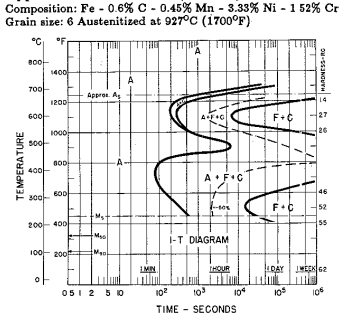 Composition: Fe - 0.6% C - 0.45% Mn - 3.33% Ni - 1 52% Cr
Grain size: 6 Austenitized at 927°C (1700°F)
°C °F
A
HARDNESS-RC
800
1400
A
Approx. As
14
700
1200
A+F+C
F+C
27
600
26
1000
500
A
800
400
A+F+C
600
46
300
F+C
50%
52
Ms
400
55
M50
200
I-T DIAGRAM
M90
200
100
1 MIN
1 HOUR
1 DAY
1 WEEK
62
0
0 5 1 2 5 10 10² 10³ 10⁴ 10⁵ 10⁶
TEMPERATURE
TIME - SECONDS